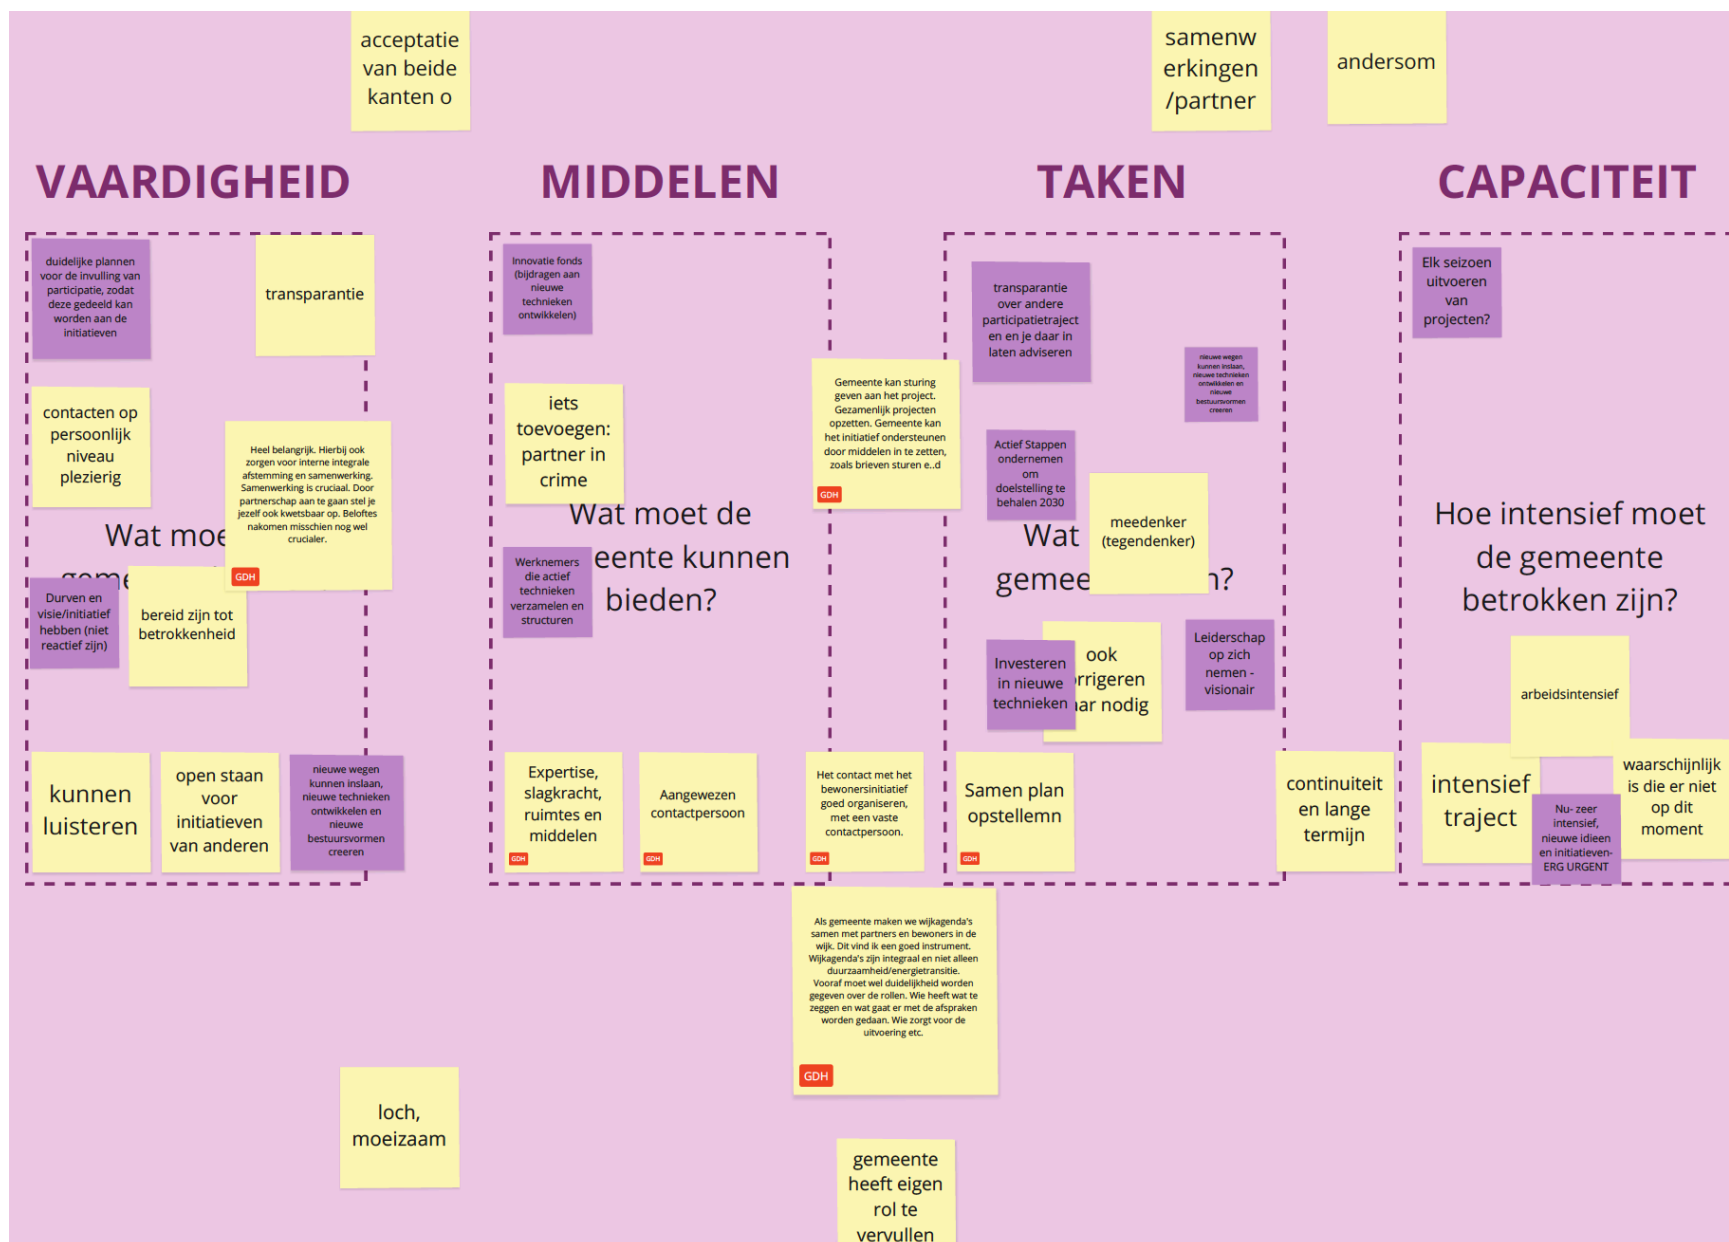 acceptatie
van beide
kanten o
samenw
erkingen
/partner
andersom
VAARDIGHEID
duidelijke plannen
voor de invulling van
participatie, zodat
deze gedeeld kan
worden aan de
initiatieven
transparantie
contacten op
persoonlijk
niveau
plezierig
Heel belangrijk. Hierbij ook
zorgen voor interne integrale
afstemming en samenwerking.
Samenwerking is cruciaal. Door
partnerschap aan te gaan stel je
jezelf ook kwetsbaar op. Beloftes
nakomen misschien nog wel
crucialer.
GDH
Wat moe
Durven en
visie/initiatief
hebben (niet
reactief zijn)
bereid zijn tot
betrokkenheid
kunnen
luisteren
open staan
voor
initiatieven
van anderen
nieuwe wegen
kunnen inslaan,
nieuwe technieken
ontwikkelen en
nieuwe
bestuursvormen
creeren
MIDDELEN
Innovatie fonds
(bijdragen aan
nieuwe
technieken
ontwikkelen)
iets
toevoegen:
partner in
crime
Wat moet de
eente kunnen
bieden?
Werknemers
die actief
technieken
verzamelen en
structuren
Expertise,
slagkracht,
ruimtes en
middelen
GDH
Aangewezen
contactpersoon
GDH
Gemeente kan sturing
geven aan het project.
Gezamenlijk projecten
opzetten. Gemeente kan
het initiatief ondersteunen
door middelen in te zetten,
zoals brieven sturen e..d
GDH
Het contact met het
bewonersinitiatief
goed organiseren,
met een vaste
contactpersoon.
GDH
TAKEN
transparantie
over andere
participatietraject
en en je daar in
laten adviseren
nieuwe wegen
kunnen inslaan,
nieuwe technieken
ontwikkelen en
nieuwe
bestuursvormen
creeren
Actief Stappen
ondernemen
om
doelstelling te
behalen 2030
meedenker
(tegendenker)
Wat
gemee n?
Investeren
in nieuwe
technieken
ook
rrigeren
ar nodig
Leiderschap
op zich
nemen -
visionair
Samen plan
opstellemn
GDH
continuiteit
en lange
termijn
CAPACITEIT
Elk seizoen
uitvoeren
van
projecten?
Hoe intensief moet
de gemeente
betrokken zijn?
arbeidsintensief
intensief
traject
Nu- zeer
intensief,
nieuwe ideeen
en initiatieven-
ERG URGENT
waarschijnlijk
is die er niet
op dit
moment
Als gemeente maken we wijkagenda's
samen met partners en bewoners in de
wijk. Dit vind ik een goed instrument.
Wijkagenda's zijn integraal en niet alleen
duurzaamheid/energietransitie.
Vooraf moet wel duidelijkheid worden
gegeven over de rollen. Wie heeft wat te
zeggen en wat gaat er met de afspraken
worden gedaan. Wie zorgt voor de
uitvoering etc.
GDH
loch,
moeizaam
gemeente
heeft eigen
rol te
vervullen